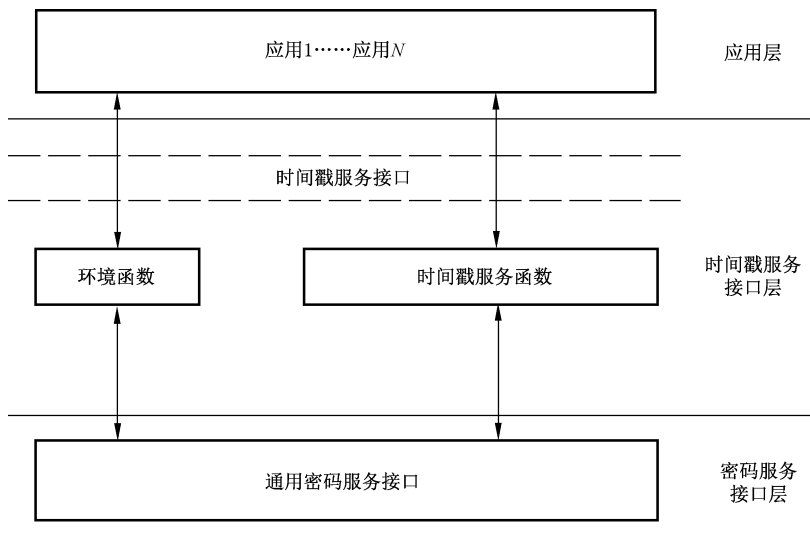 应用1……应用N
应用层
时间戳服务接口
环境函数
时间戳服务函数
时间戳服务
接口层
通用密码服务接口
密码服务
接口层